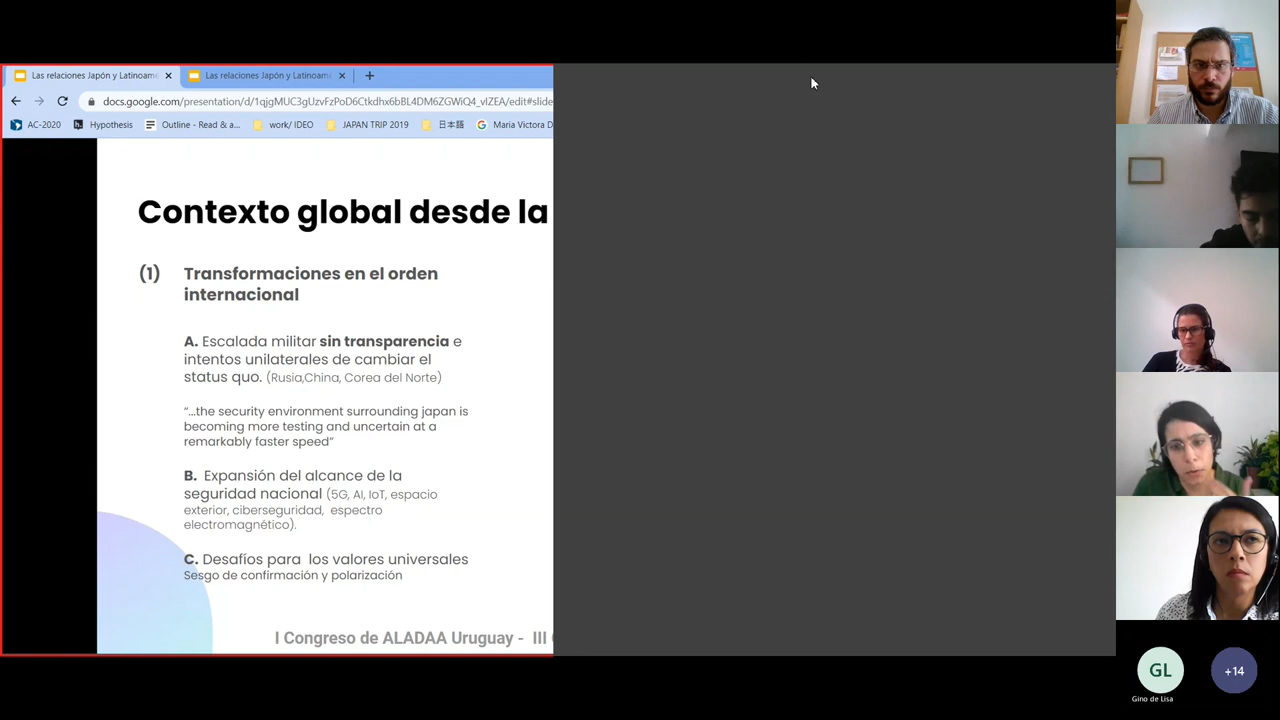 Las relaciones Japón y Latinoam
Las relaciones Japón y Latinoam
docs.google.com/presentation/d/1qjgMUC3gUzvFzPoD6Ctkdhx6bBL4DM6ZGWiQ4_vIZEA/edit#slide
AC-2020
Hypothesis
Outline - Read & a...
work/ IDEO
JAPAN TRIP 2019
日本語
Maria Victora D
Contexto global desde la
(1) Transformaciones en el orden
internacional
A. Escalada militar sin transparencia e
intentos unilaterales de cambiar el
status quo. (Rusia,China, Corea del Norte)
“...the security environment surrounding japan is
becoming more testing and uncertain at a
remarkably faster speed”
B. Expansión del alcance de la
seguridad nacional (5G, AI, IoT, espacio
exterior, ciberseguridad, espectro
electromagnético).
C. Desafíos para los valores universales
Sesgo de confirmación y polarización
I Congreso de ALADAA Uruguay - III
GL
+14
Gino de Lisa